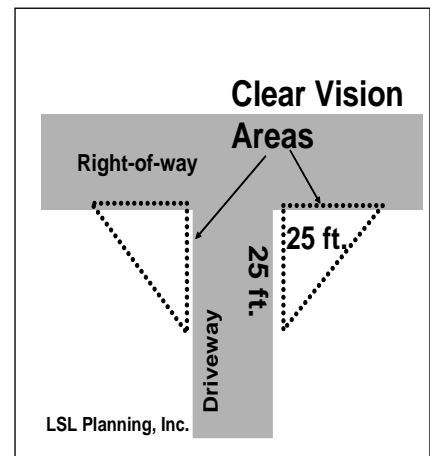 Clear Vision
Areas
Right-of-way
25 ft.
25 ft.
Driveway
LSL Planning, Inc.